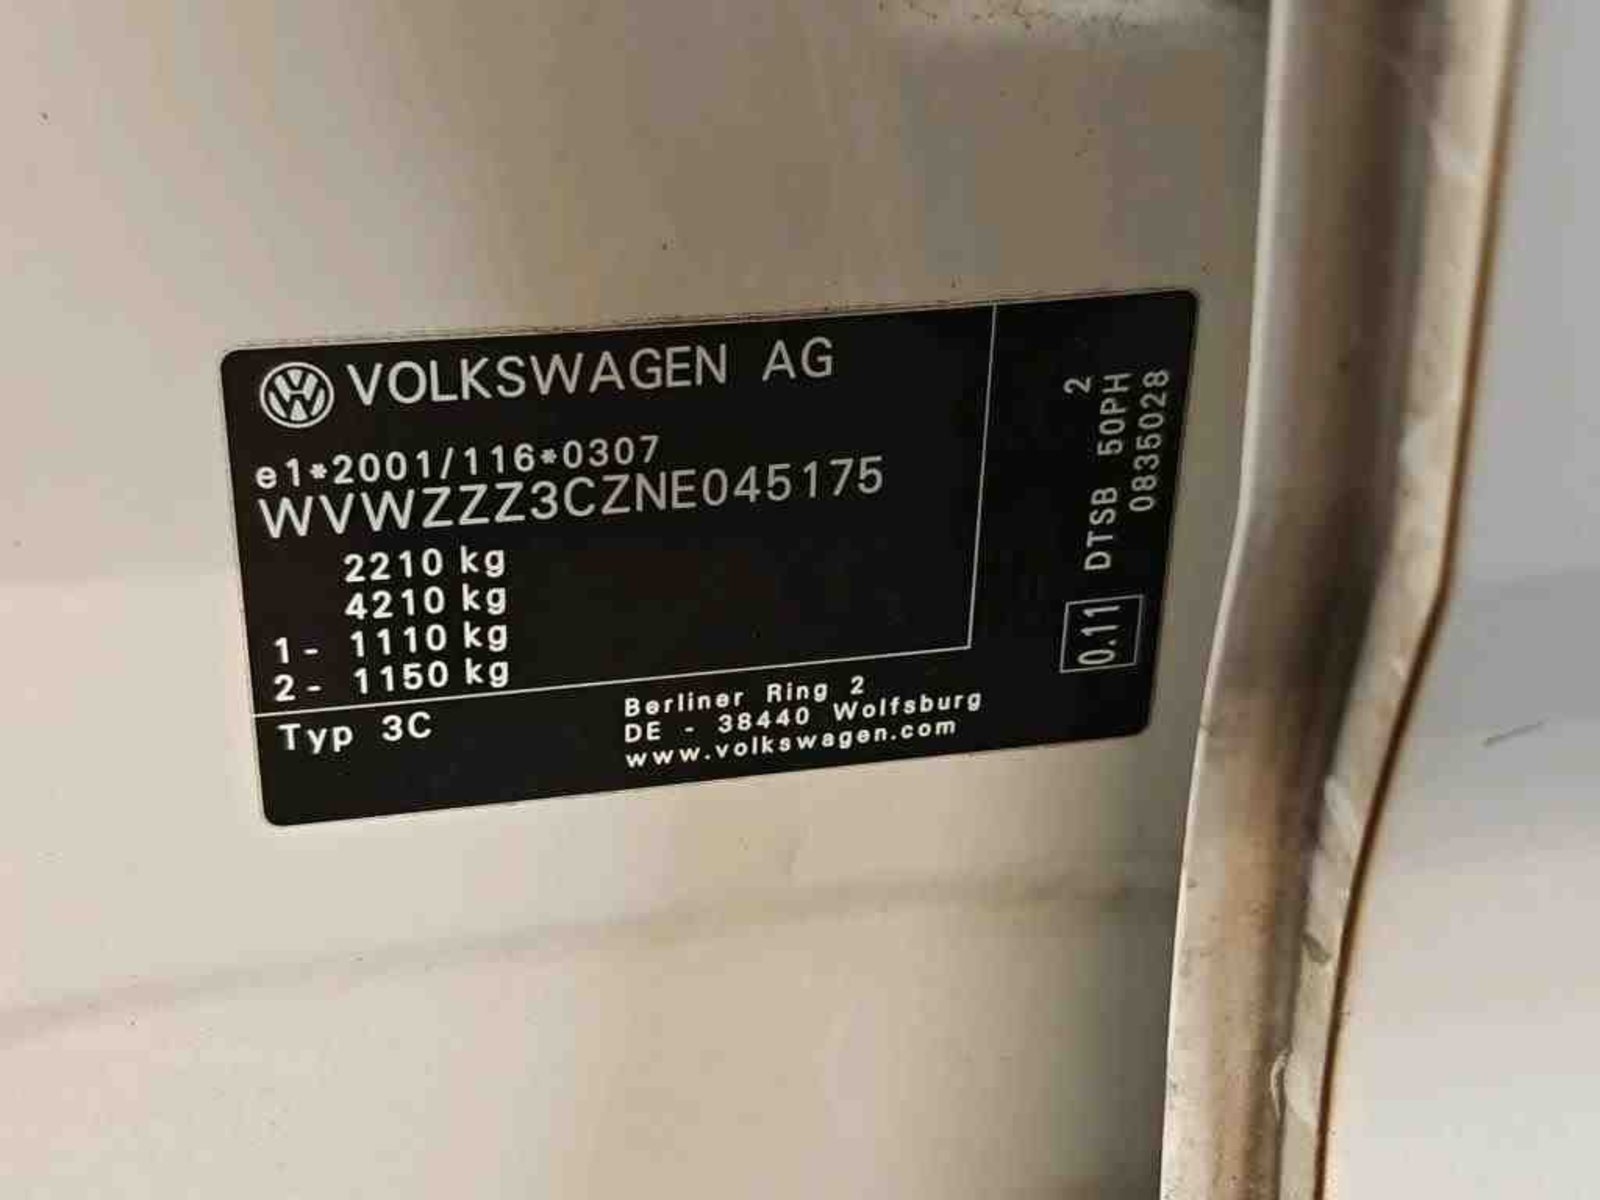 VOLKSWAGEN AG
e1*2001/116*0307
WVWZZZ3CZNE045175
2210 kg
4210 kg
1 - 1110 kg
2 - 1150 kg
Typ 3C
Berliner Ring 2
DE - 38440 Wolfsburg
www.volkswagen.com
2
0.11 DTSB 50PH
0835028